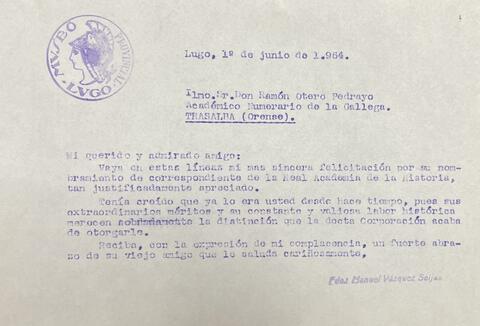 MVSEO PROVINCIAL
LVGO
Lugo, 1º de junio de 1.964.
Ilmo.Sr.Don Ramón Otero Pedrayo
Académico Numerario de la Gallega.
TRASALBA (Orense).
Mi querido y admirado amigo:
Vaya en estas líneas mi mas sincera felicitación por su nom-
bramiento de correspondiente de la Real Academia de la Historia,
tan justificadamente apreciado.
Tenía creído que ya lo era usted desde hace tiempo, pues sus
extraordinarios méritos y su constante y valiosa labor histórica
merecen sobradamente la distinción que la docta Corporación acaba
de otorgarle.
Reciba, con la expresión de mi complacencia, un fuerte abra-
zo de su viejo amigo que le saluda cariñosamente,
Fdo: Manuel Vázquez Seijas